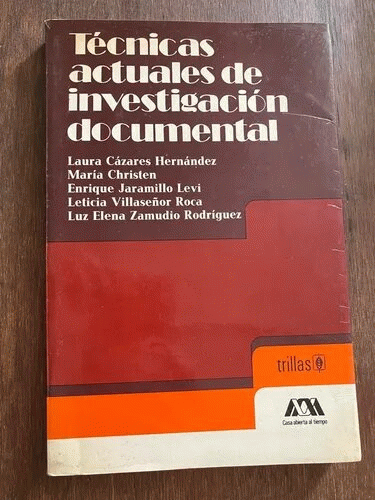 Técnicas
actuales de
investigación
documental
Laura Cázares Hernández
María Christen
Enrique Jaramillo Levi
Leticia Villaseñor Roca
Luz Elena Zamudio Rodríguez
trillas
Casa abierta al tiempo